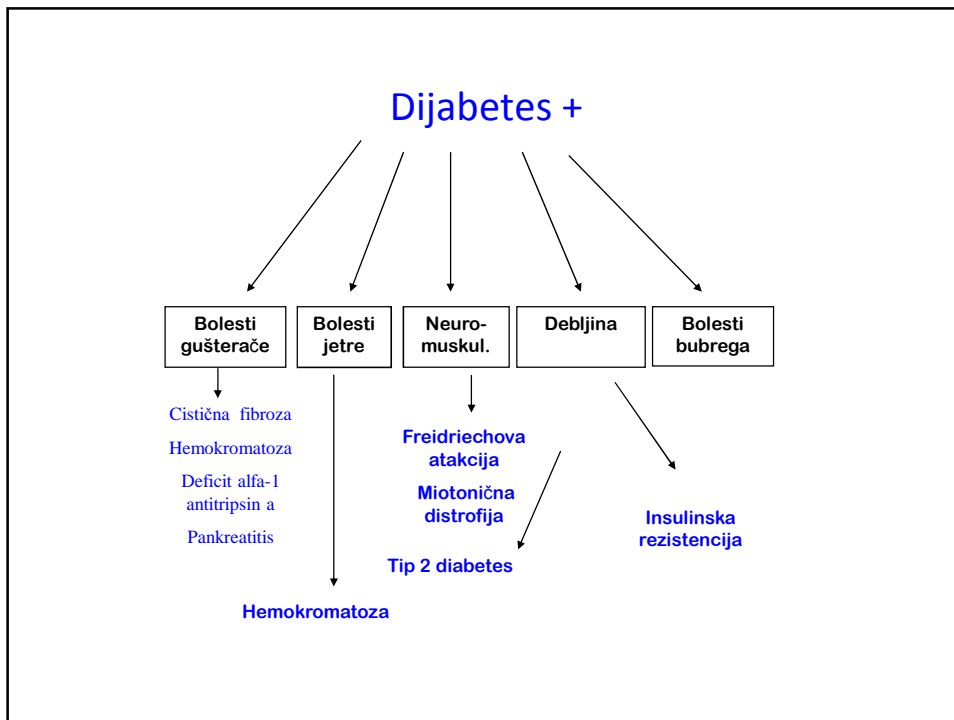 Dijabetes +
Bolesti
gušterače
Bolesti
jetre
Neuro-
muskul.
Debljina
Bolesti
bubrega
Cistična fibroza
Hemokromatoza
Deficit alfa-1
antitripsin a
Pankreatitis
Freidriechova
atakcija
Miotonična
distrofija
Insulinska
rezistencija
Tip 2 diabetes
Hemokromatoza